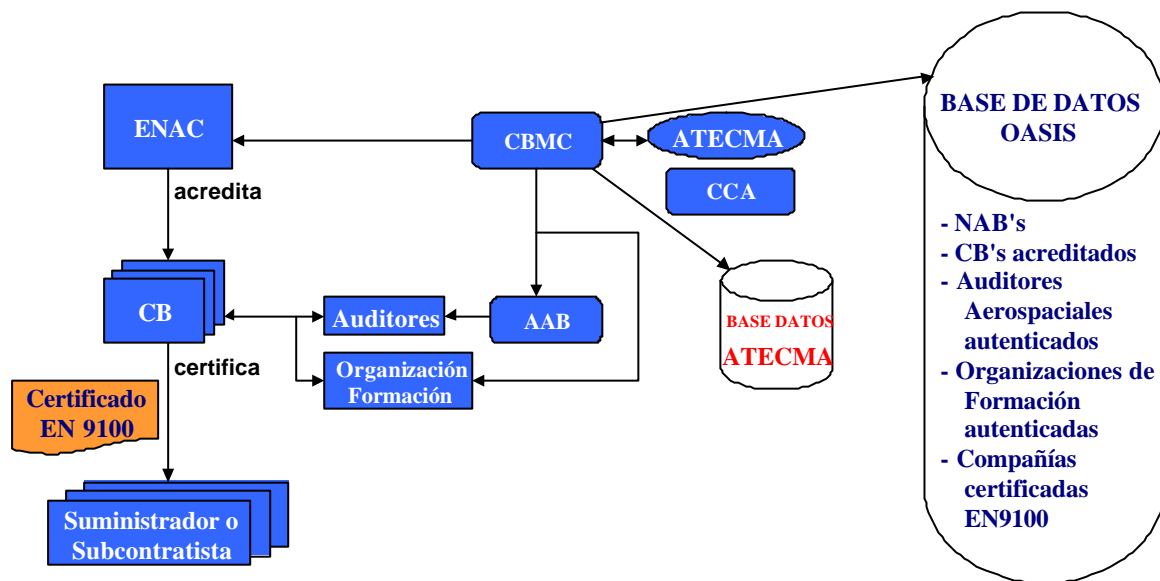 ENAC
CBMC
ATECMA
CCA
BASE DE DATOS
OASIS
acredita
- NAB's
- CB's acreditados
- Auditores
Aerospaciales
autenticados
- Organizaciones de
Formación
autenticadas
- Compañías
certificadas
EN9100
CB
Auditores
AAB
BASE DATOS
ATECMA
certifica
Organización
Formación
Certificado
EN 9100
Suministrador o
Subcontratista